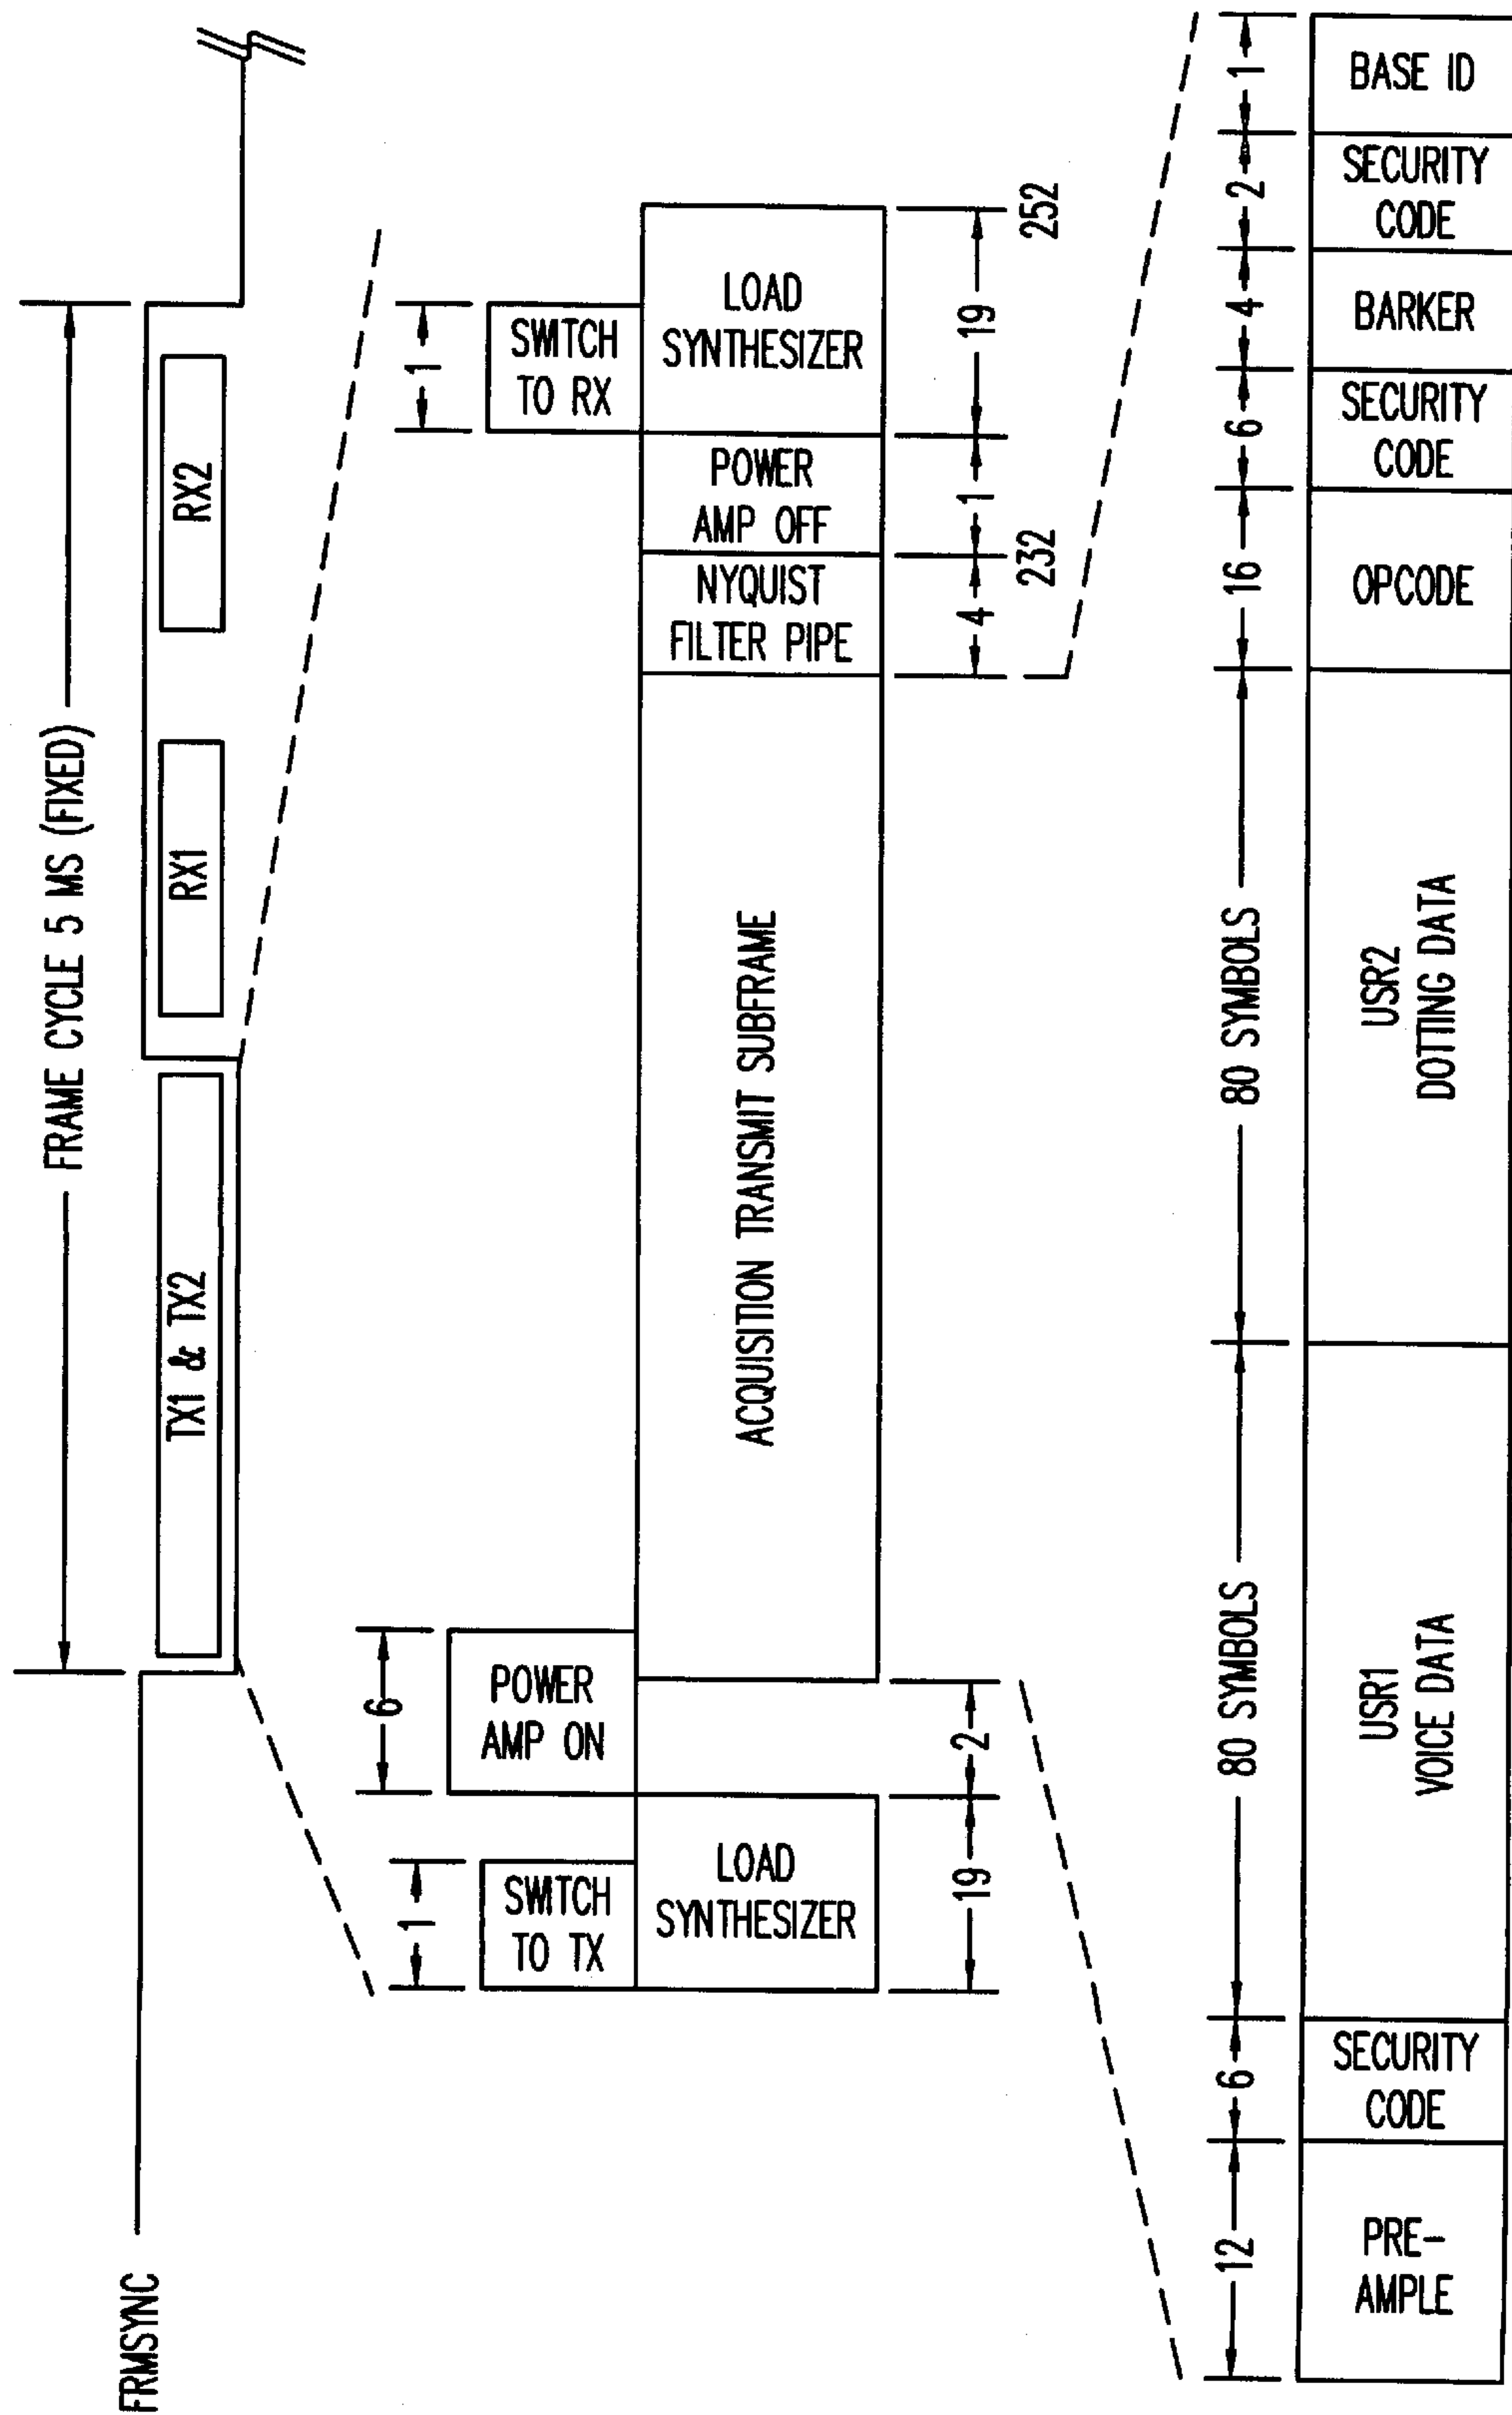 FRAME CYCLE 5 MS (FIXED)
FRMSYNC
TX1 & TX2
RX1
RX2
1
6
1
SWITCH
TO TX
POWER
AMP ON
SWITCH
TO RX
LOAD
SYNTHESIZER
ACQUISITION TRANSMIT SUBFRAME
NYQUIST
FILTER PIPE
POWER
AMP OFF
LOAD
SYNTHESIZER
19
2
4
1
19
232
252
12
6
80 SYMBOLS
80 SYMBOLS
16
6
4
2
1
PRE-
AMPLE
SECURITY
CODE
USR1
VOICE DATA
USR2
DOTTING DATA
OPCODE
SECURITY
CODE
BARKER
SECURITY
CODE
BASE ID